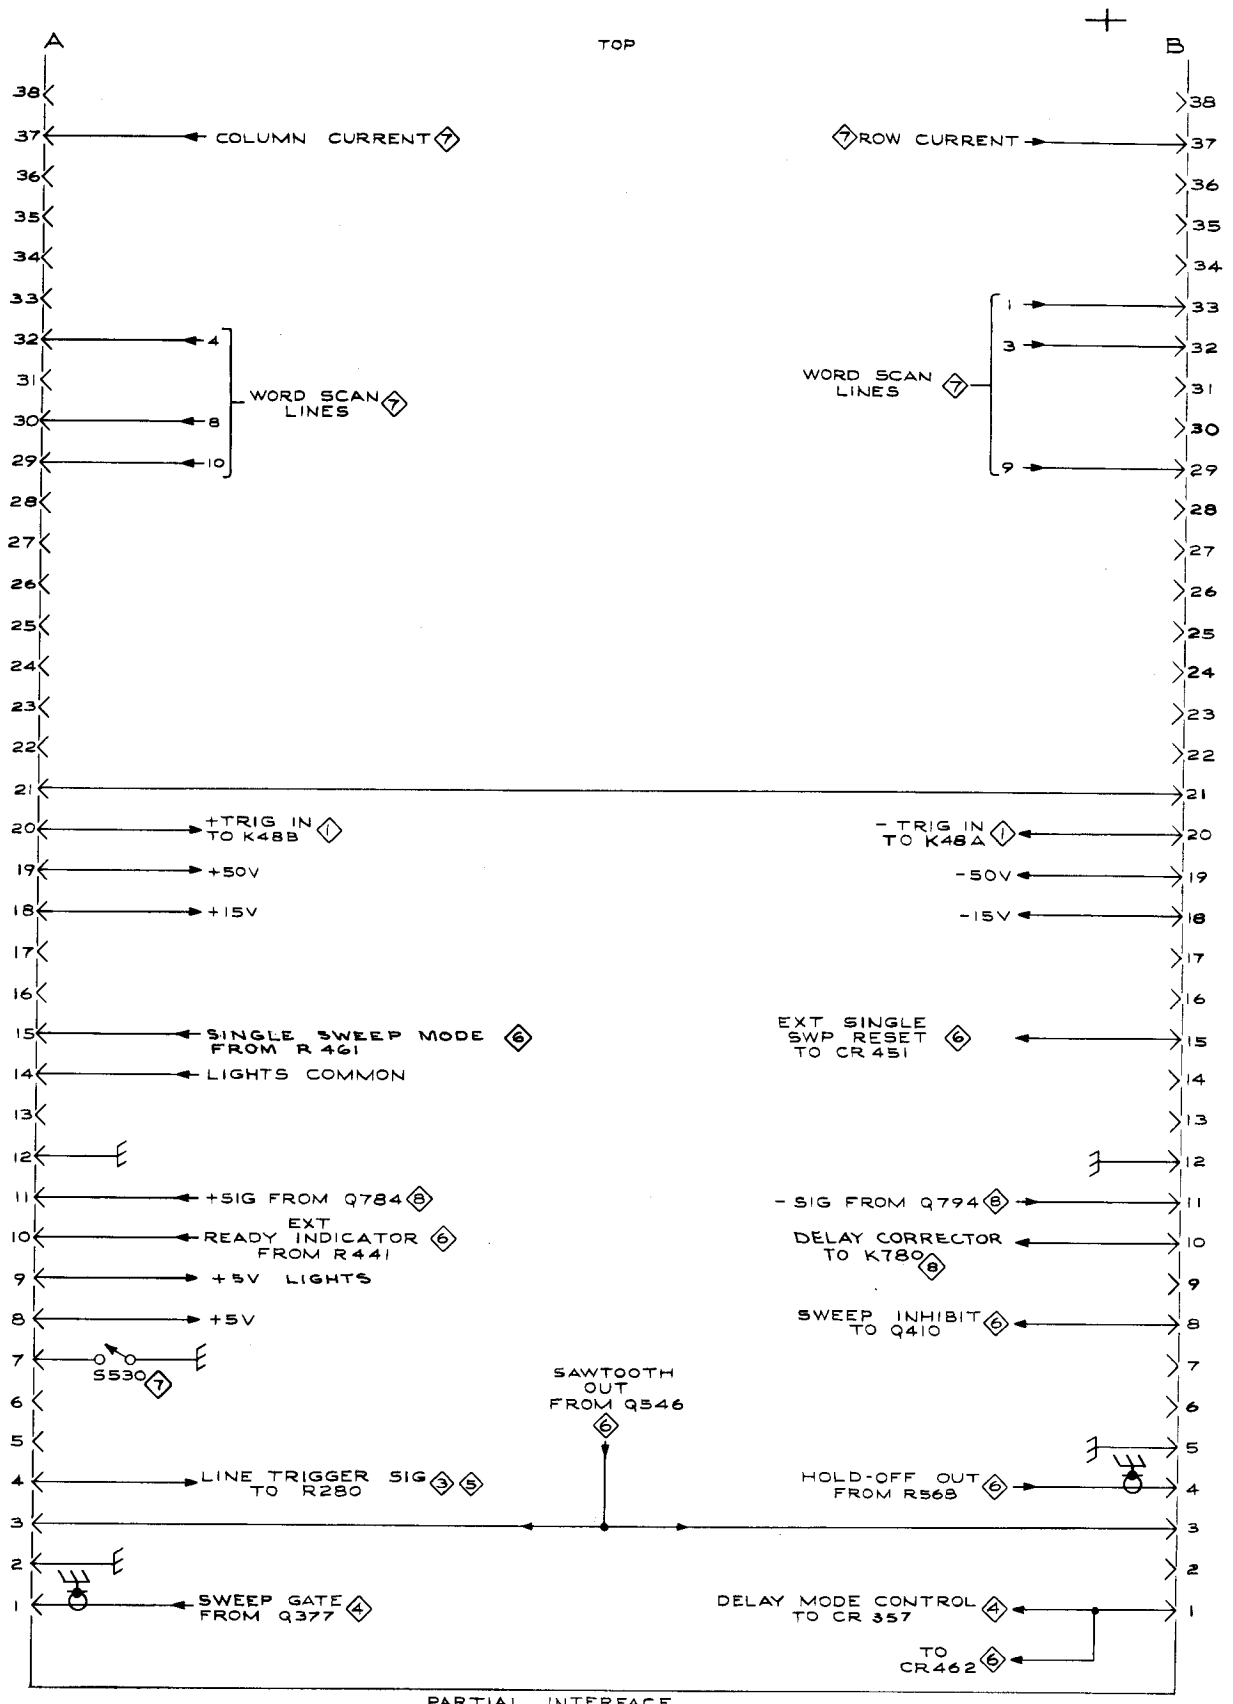 A TOP B
38 38
37 COLUMN CURRENT 7 7 ROW CURRENT 37
36 36
35 35
34 34
33 1 33
32 4 3 32
31 WORD SCAN LINES 7 WORD SCAN LINES 7 31
30 8 30
29 10 9 29
28 28
27 27
26 26
25 25
24 24
23 23
22 22
21 21
20 +TRIG IN TO K48B 1 - TRIG IN TO K48A 1 20
19 +50V -50V 19
18 +15V -15V 18
17 17
16 16
15 SINGLE SWEEP MODE FROM R461 6 EXT SINGLE SWP RESET TO CR451 6 15
14 LIGHTS COMMON 14
13 13
12 12
11 +SIG FROM Q784 8 - SIG FROM Q794 8 11
10 EXT READY INDICATOR FROM R441 6 DELAY CORRECTOR TO K780 8 10
9 +5V LIGHTS 9
8 +5V SWEEP INHIBIT TO Q410 6 8
7 S530 7 7
6 SAWTOOTH OUT FROM Q546 6 6
5 5
4 LINE TRIGGER SIG TO R280 3 5 HOLD-OFF OUT FROM R568 6 4
3 3
2 2
1 SWEEP GATE FROM Q377 4 DELAY MODE CONTROL TO CR357 4 1
TO CR462 6
PARTIAL INTERFACE